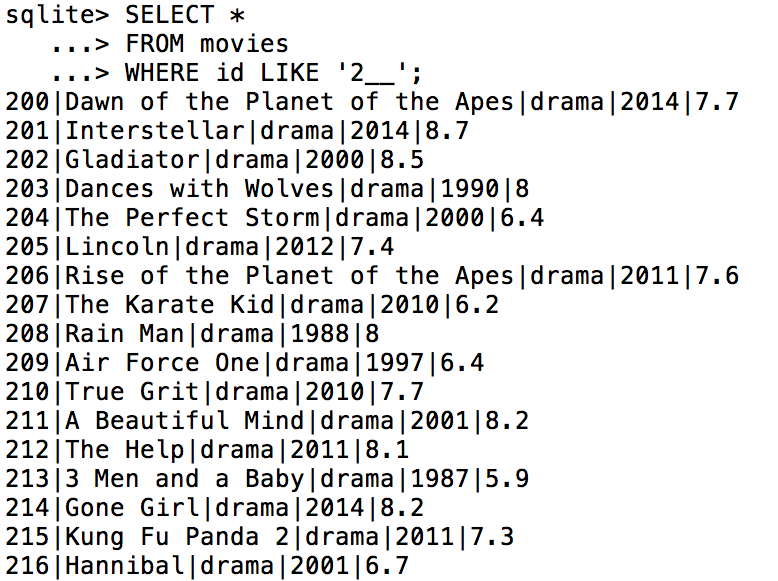 sqlite> SELECT *
   ...> FROM movies
   ...> WHERE id LIKE '2__';
200|Dawn of the Planet of the Apes|drama|2014|7.7
201|Interstellar|drama|2014|8.7
202|Gladiator|drama|2000|8.5
203|Dances with Wolves|drama|1990|8
204|The Perfect Storm|drama|2000|6.4
205|Lincoln|drama|2012|7.4
206|Rise of the Planet of the Apes|drama|2011|7.6
207|The Karate Kid|drama|2010|6.2
208|Rain Man|drama|1988|8
209|Air Force One|drama|1997|6.4
210|True Grit|drama|2010|7.7
211|A Beautiful Mind|drama|2001|8.2
212|The Help|drama|2011|8.1
213|3 Men and a Baby|drama|1987|5.9
214|Gone Girl|drama|2014|8.2
215|Kung Fu Panda 2|drama|2011|7.3
216|Hannibal|drama|2001|6.7